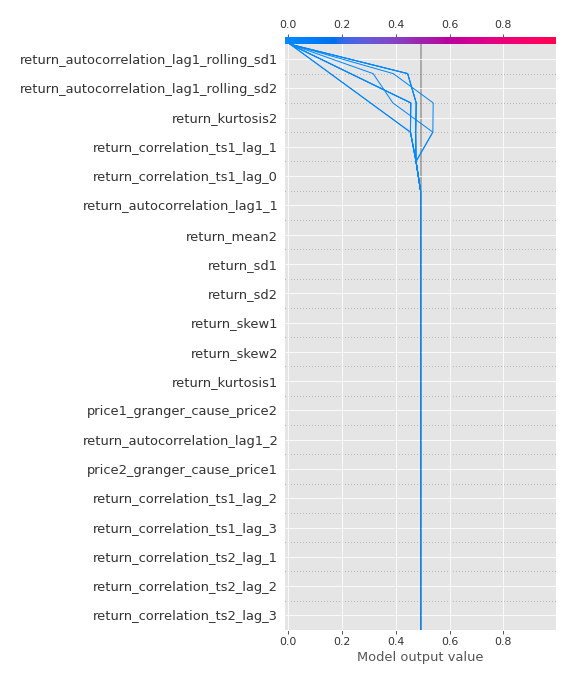 0.0 0.2 0.4 0.6 0.8
return_autocorrelation_lag1_rolling_sd1
return_autocorrelation_lag1_rolling_sd2
return_kurtosis2
return_correlation_ts1_lag_1
return_correlation_ts1_lag_0
return_autocorrelation_lag1_1
return_mean2
return_sd1
return_sd2
return_skew1
return_skew2
return_kurtosis1
price1_granger_cause_price2
return_autocorrelation_lag1_2
price2_granger_cause_price1
return_correlation_ts1_lag_2
return_correlation_ts1_lag_3
return_correlation_ts2_lag_1
return_correlation_ts2_lag_2
return_correlation_ts2_lag_3
0.0 0.2 0.4 0.6 0.8
Model output value